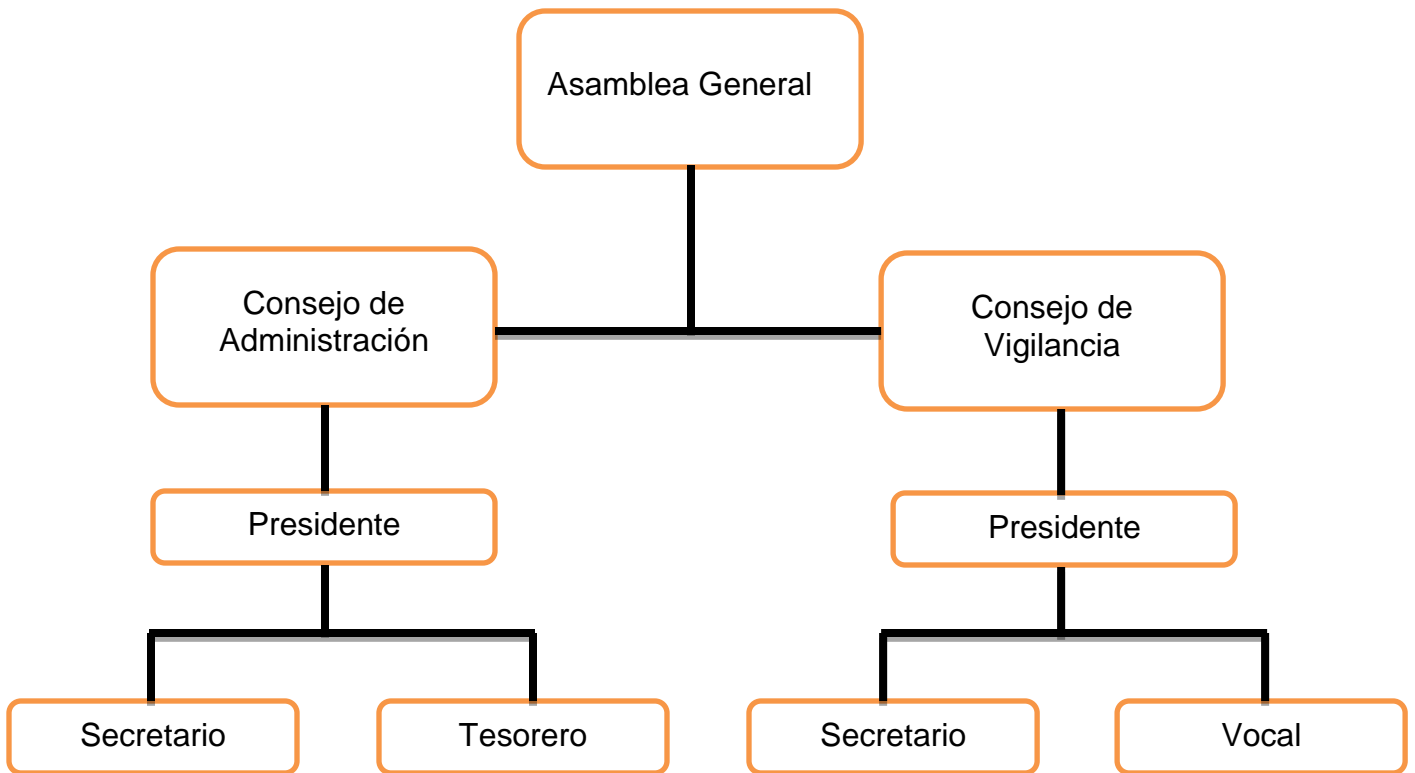 Asamblea General
Consejo de
Administración
Consejo de
Vigilancia
Presidente
Presidente
Secretario
Tesorero
Secretario
Vocal